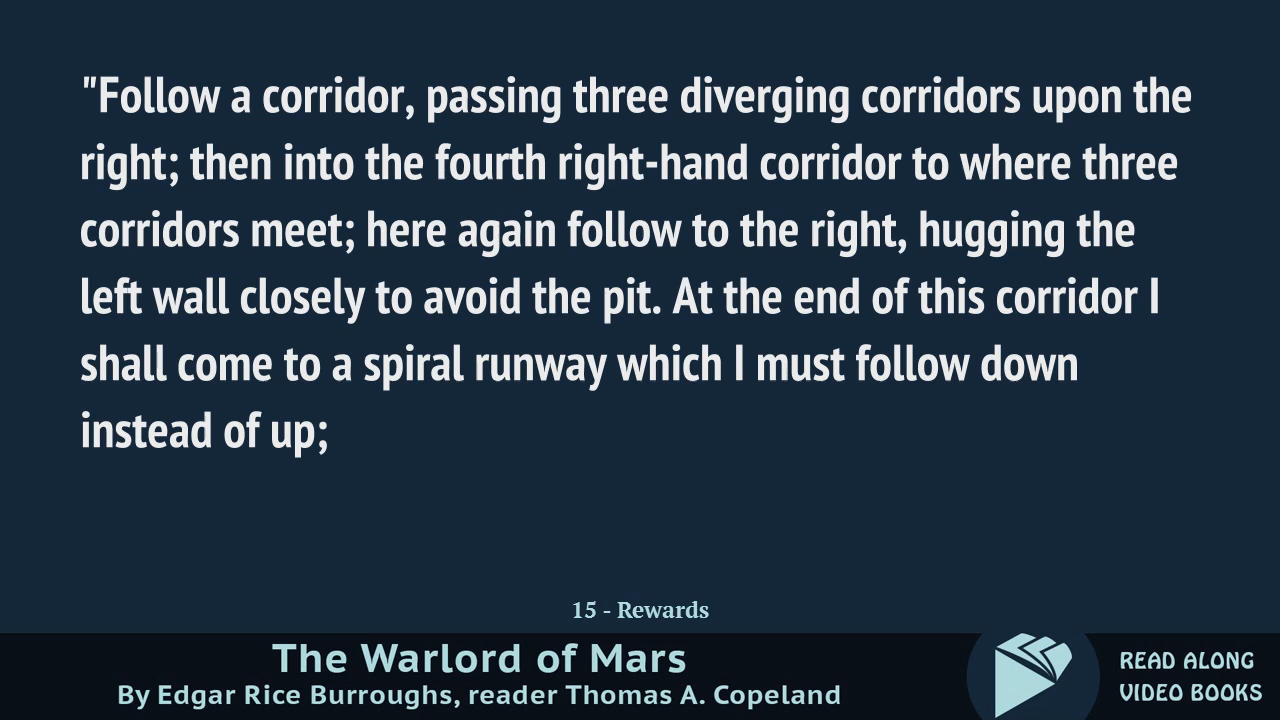 "Follow a corridor, passing three diverging corridors upon the
right; then into the fourth right-hand corridor to where three
corridors meet; here again follow to the right, hugging the
left wall closely to avoid the pit. At the end of this corridor I
shall come to a spiral runway which I must follow down
instead of up;
15 - Rewards
The Warlord of Mars
By Edgar Rice Burroughs, reader Thomas A. Copeland
READ ALONG
VIDEO BOOKS